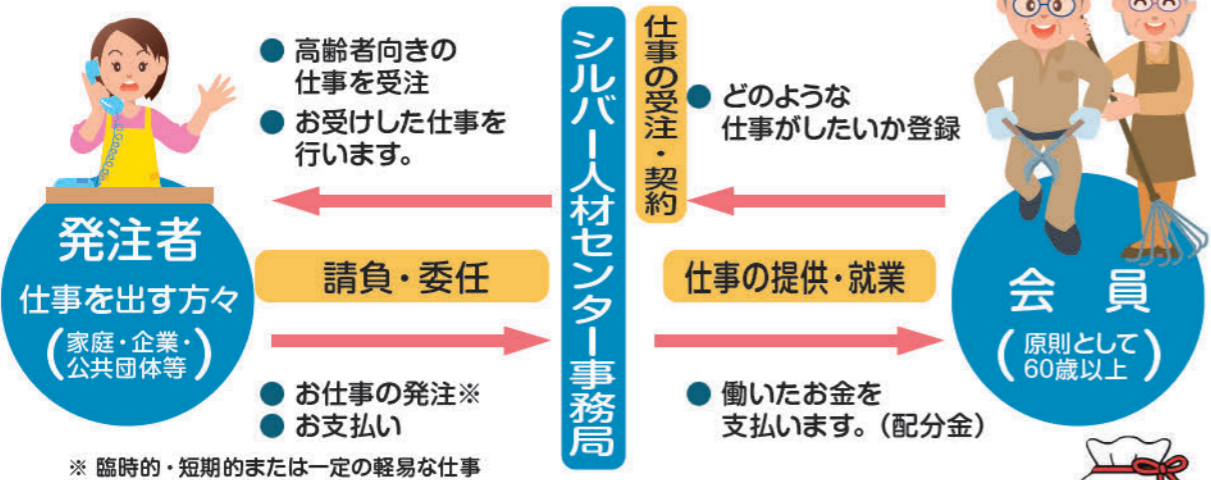 ● 高齢者向きの
仕事を受注
● お受けした仕事を
行います。
発注者
仕事を出す方々
(家庭・企業・
公共団体等)
請負・委任
● お仕事の発注※
● お支払い
※ 臨時的・短期的または一定の軽易な仕事
シルバー人材センター事務局
仕事の受注・契約
● どのような
仕事がしたいか登録
仕事の提供・就業
● 働いたお金を
支払います。（配分金）
会員
(原則として
60歳以上)